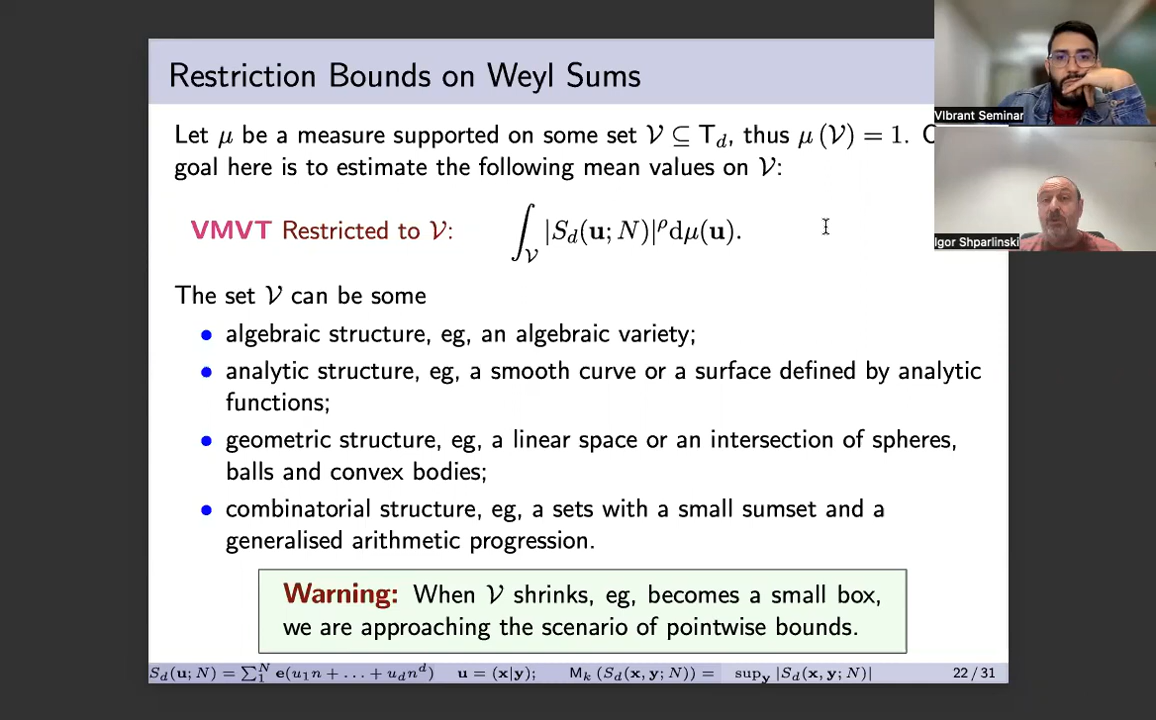 Restriction Bounds on Weyl Sums
Let μ be a measure supported on some set 𝒱 ⊆ T_d, thus μ(𝒱) = 1.
goal here is to estimate the following mean values on 𝒱:
VMVT Restricted to 𝒱: ∫_𝒱 |S_d(𝐮; N)|^ρ dμ(𝐮).
The set 𝒱 can be some
• algebraic structure, eg, an algebraic variety;
• analytic structure, eg, a smooth curve or a surface defined by analytic
functions;
• geometric structure, eg, a linear space or an intersection of spheres,
balls and convex bodies;
• combinatorial structure, eg, a sets with a small sumset and a
generalised arithmetic progression.
Warning: When 𝒱 shrinks, eg, becomes a small box,
we are approaching the scenario of pointwise bounds.
S_d(𝐮; N) = ∑_1^N 𝐞(u_1n + ... + u_dn^d) 𝐮 = (𝐱|𝐲); M_k (S_d(𝐱, 𝐲; N)) = sup_𝐲 |S_d(𝐱, 𝐲; N)| 22 / 31
VIbrant Seminar
Igor Shparlinski